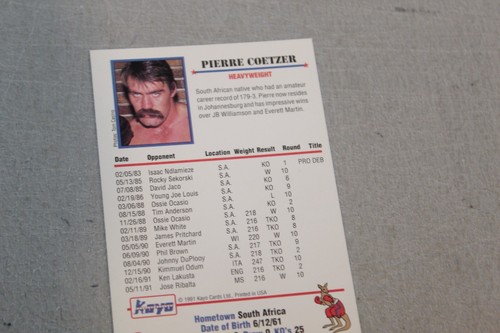 PIERRE COETZER
HEAVYWEIGHT
South African native who had an amateur
career record of 179-3. Pierre now resides
in Johannesburg and has impressive wins
over JB Williamson and Everett Martin.
Date Opponent Location Weight Result Round Title
02/05/83 Isaac Ndlamieze S.A. KO 1 PRO DEB
05/13/85 Rocky Sekorski S.A. W 10
07/08/85 David Jaco S.A. KO 6
02/19/86 Young Joe Louis S.A. KO 9
03/06/88 Ossie Ocasio S.A. L 10
08/15/88 Tim Anderson S.A. KO 2
11/26/88 Ossie Ocasio S.A. 218 W 10
02/11/89 Mike White S.A. 216 TKO 8
03/18/89 James Pritchard S.A. 216 TKO 8
05/05/90 Everett Martin WI 220 W 10
06/09/90 Phil Brown S.A. 217 TKO 9
08/04/90 Johnny DuPlooy S.A. 218 TKO 2
12/15/90 Kimmuel Odum ITA 247 TKO 10
02/16/91 Ken Lakusta ENG 216 TKO 2
05/11/91 Jose Ribalta MS 216 W 10
© 1991 Kayo Cards Ltd., Printed in USA
Kayo
Hometown South Africa
Date of Birth 6/12/61
0 KO's 25